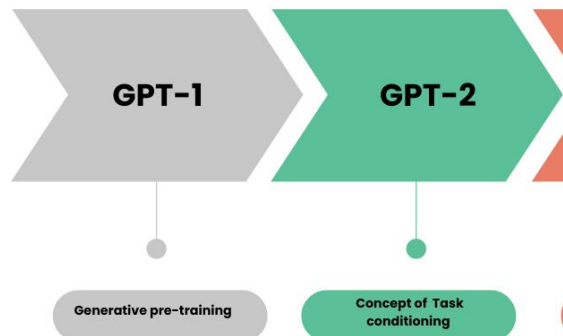 GPT-1
GPT-2
Generative pre-training
Concept of Task
conditioning